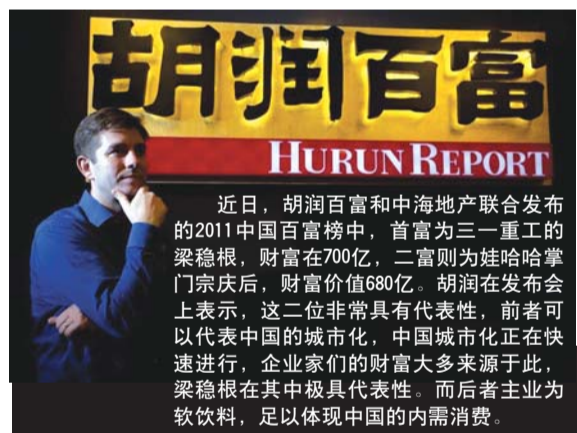 胡润百富
HURUN REPORT
近日，胡润百富和中海地产联合发布
的2011中国百富榜中，首富为三一重工的
梁稳根，财富在700亿，二富则为娃哈哈掌
门宗庆后，财富价值680亿。胡润在发布会
上表示，这二位非常具有代表性，前者可
以代表中国的城市化，中国城市化正在快
速进行，企业家们的财富大多来源于此，
梁稳根在其中极具代表性。而后者主业为
软饮料，足以体现中国的内需消费。